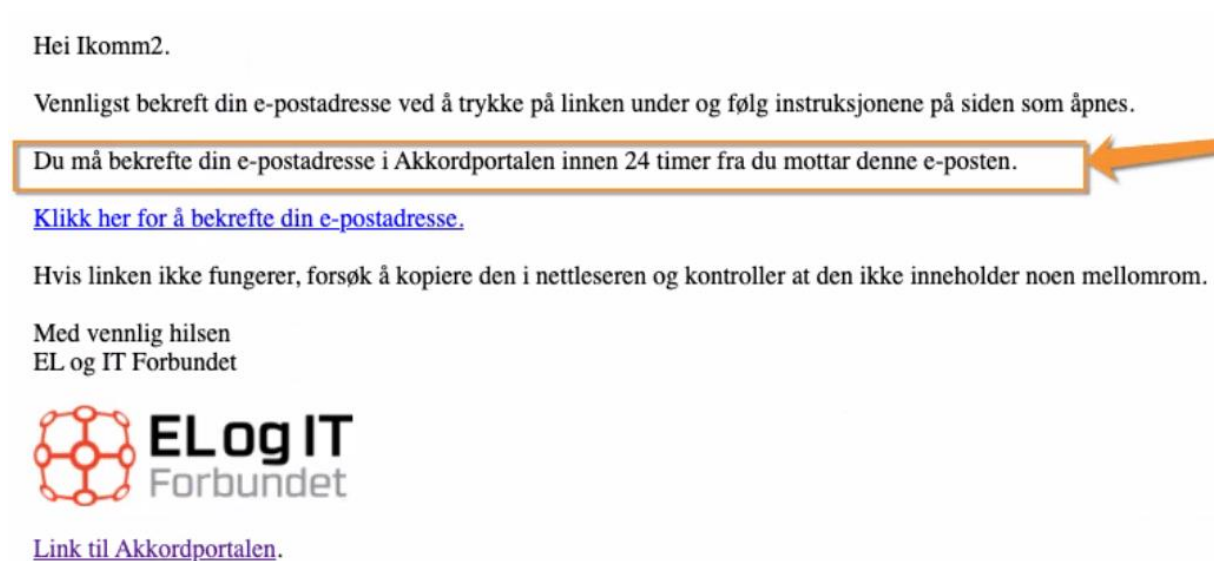 Hei Ikomm2.
Vennligst bekreft din e-postadresse ved å trykke på linken under og følg instruksjonene på siden som åpnes.
Du må bekrefte din e-postadresse i Akkordportalen innen 24 timer fra du mottar denne e-posten.
Klikk her for å bekrefte din e-postadresse.
Hvis linken ikke fungerer, forsøk å kopiere den i nettleseren og kontroller at den ikke inneholder noen mellomrom.
Med vennlig hilsen
EL og IT Forbundet
ELogIT
Forbundet
Link til Akkordportalen.